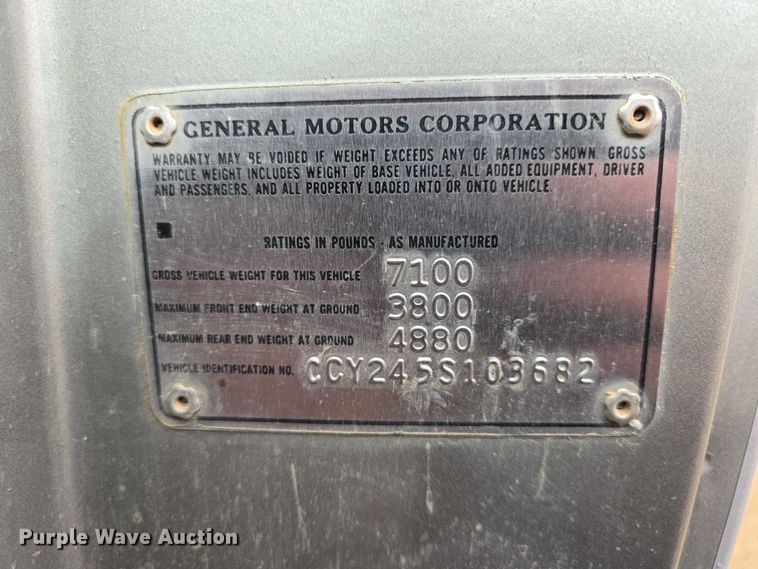 GENERAL MOTORS CORPORATION
WARRANTY MAY BE VOIDED IF WEIGHT EXCEEDS ANY OF RATINGS SHOWN. GROSS
VEHICLE WEIGHT INCLUDES WEIGHT OF BASE VEHICLE, ALL ADDED EQUIPMENT, DRIVER
AND PASSENGERS, AND ALL PROPERTY LOADED INTO OR ONTO VEHICLE.
RATINGS IN POUNDS - AS MANUFACTURED
GROSS VEHICLE WEIGHT FOR THIS VEHICLE 7100
MAXIMUM FRONT END WEIGHT AT GROUND 3800
MAXIMUM REAR END WEIGHT AT GROUND 4880
VEHICLE IDENTIFICATION NO. CCY245S103682
Purple Wave Auction